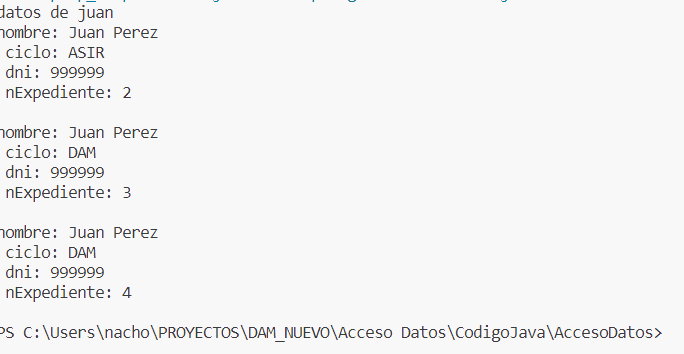 datos de juan
nombre: Juan Perez
ciclo: ASIR
dni: 999999
nExpediente: 2
nombre: Juan Perez
ciclo: DAM
dni: 999999
nExpediente: 3
nombre: Juan Perez
ciclo: DAM
dni: 999999
nExpediente: 4
PS C:\Users\nacho\PROYECTOS\DAM_NUEVO\Acceso Datos\CodigoJava\AccesoDatos>